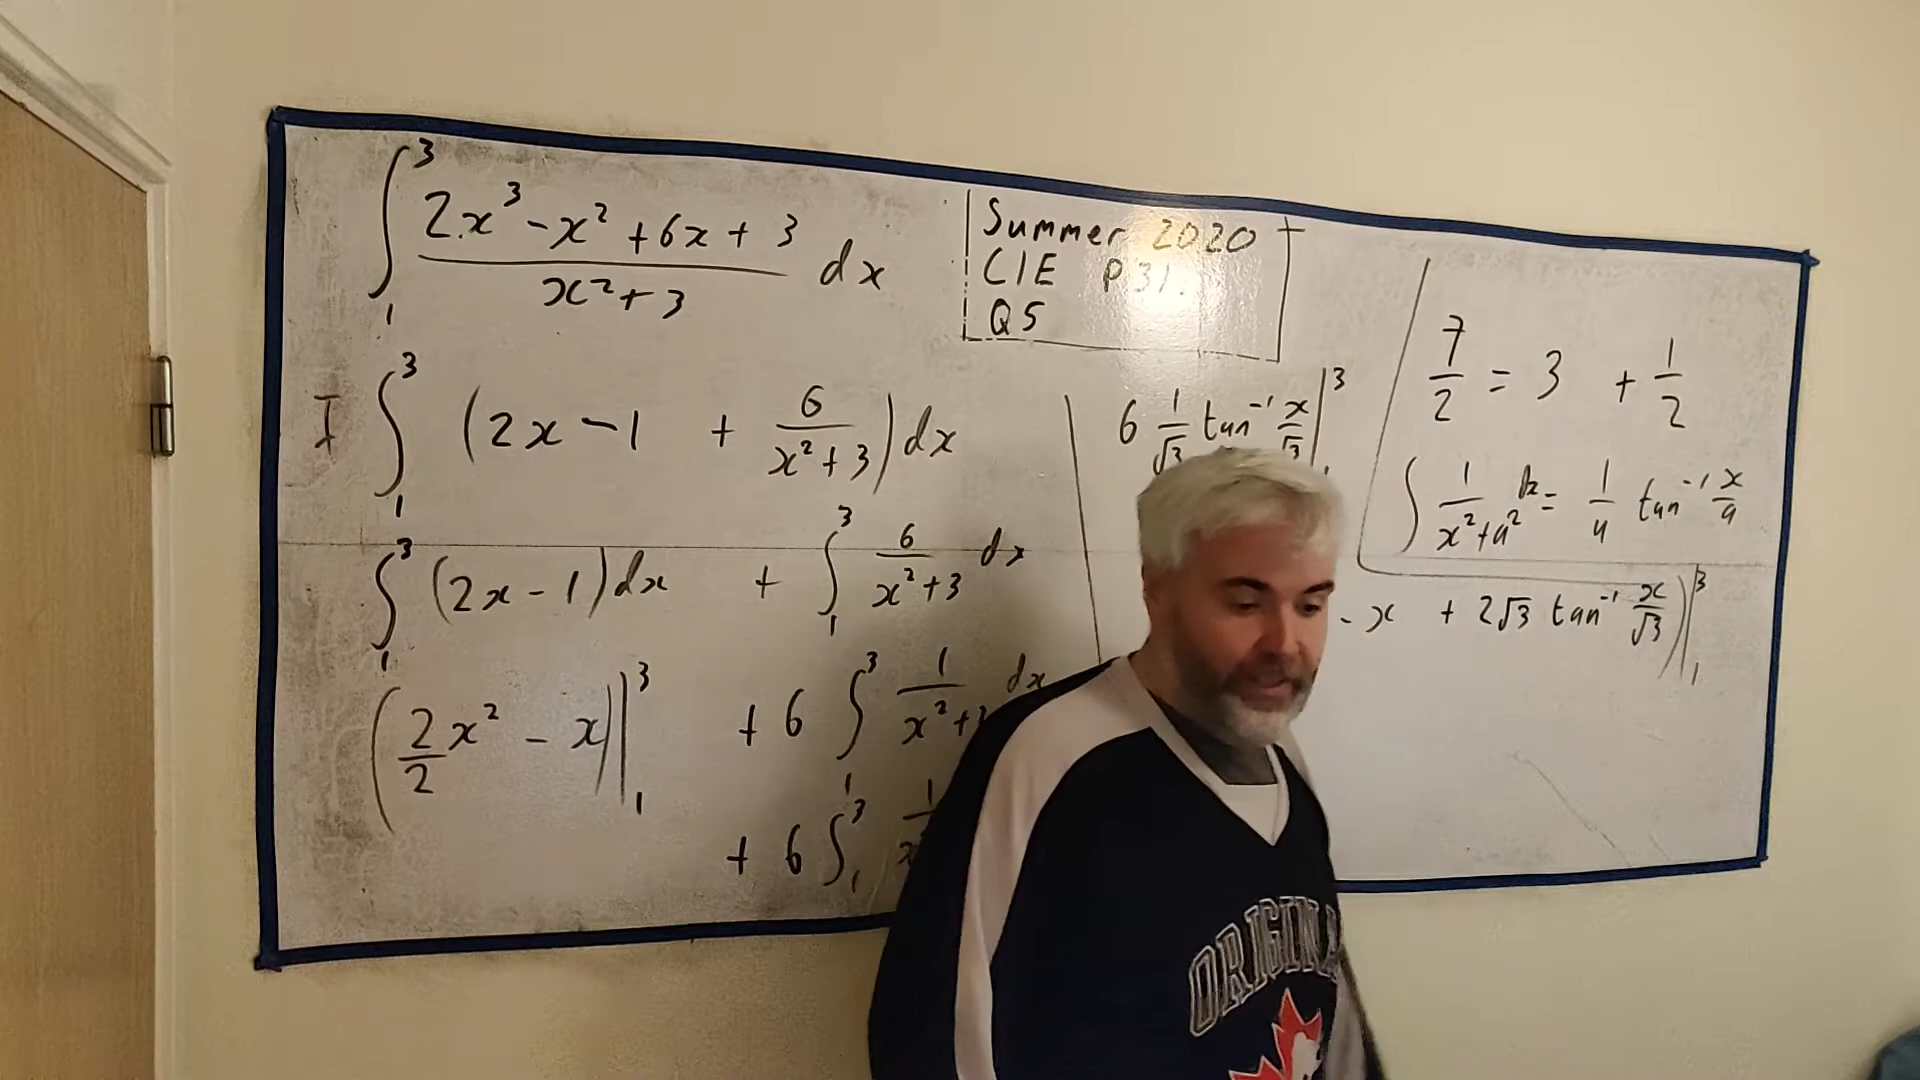 ∫₁³ (2x³ - x² + 6x + 3)/(x² + 3) dx
Summer 2020
CIE P31.
Q5
I ∫₁³ (2x - 1 + 6/(x² + 3)) dx
∫₁³ (2x - 1) dx + ∫₁³ 6/(x² + 3) dx
(2/2 x² - x)|₁³ + 6 ∫₁³ 1/(x² + dx
+ 6 ∫₁³ 1
6 1/√3 tan⁻¹ x/√3 |³
- x + 2√3 tan⁻¹ x/√3)|₁³
7/2 = 3 + 1/2
∫ 1/(x² + a²) dx = 1/a tan⁻¹ x/a
ORIGINA